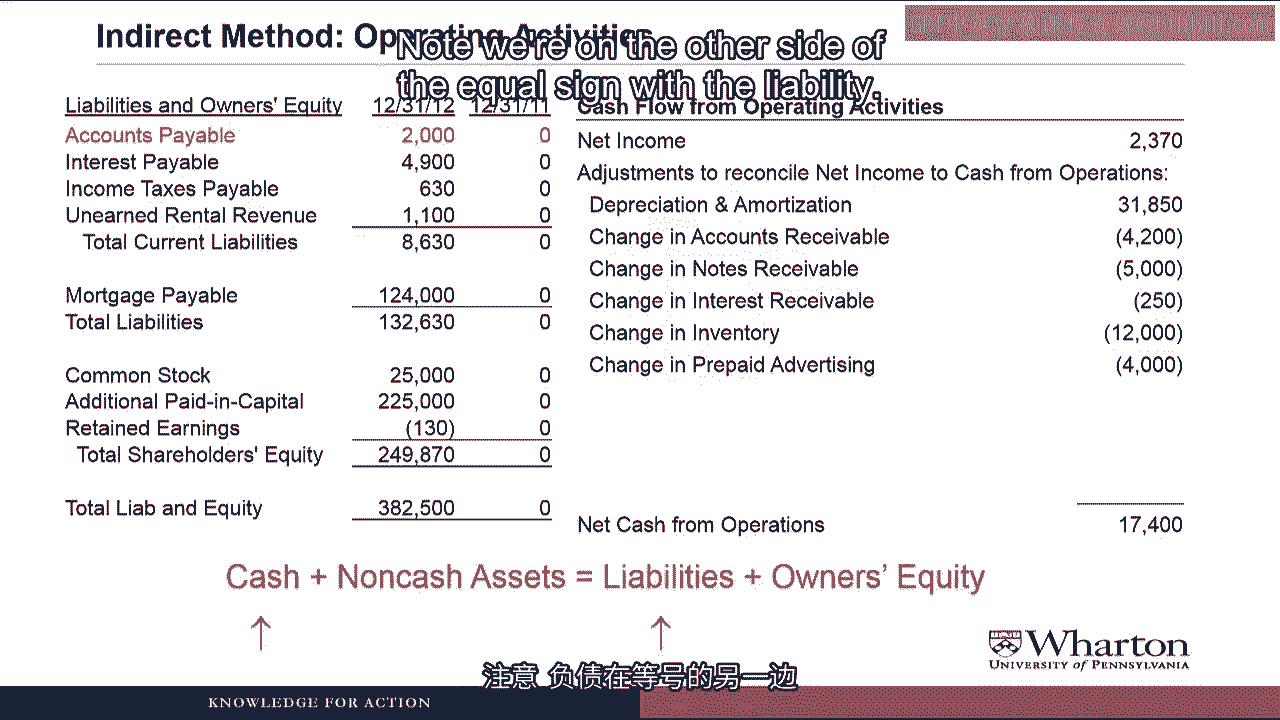 Indirect Method: Operating Activities
Note we're on the other side of
the equal sign with the liability.
Liabilities and Owners' Equity 12/31/12 12/31/11
Accounts Payable 2,000 0
Interest Payable 4,900 0
Income Taxes Payable 630 0
Unearned Rental Revenue 1,100 0
Total Current Liabilities 8,630 0
Mortgage Payable 124,000 0
Total Liabilities 132,630 0
Common Stock 25,000 0
Additional Paid-in-Capital 225,000 0
Retained Earnings (130) 0
Total Shareholders' Equity 249,870 0
Total Liab and Equity 382,500 0
Cash Flow from Operating Activities
Net Income 2,370
Adjustments to reconcile Net Income to Cash from Operations:
Depreciation & Amortization 31,850
Change in Accounts Receivable (4,200)
Change in Notes Receivable (5,000)
Change in Interest Receivable (250)
Change in Inventory (12,000)
Change in Prepaid Advertising (4,000)
Net Cash from Operations 17,400
Cash + Noncash Assets = Liabilities + Owners' Equity
↑ ↑
Wharton
UNIVERSITY of PENNSYLVANIA
注意 负债在等号的另一边
KNOWLEDGE FOR ACTION